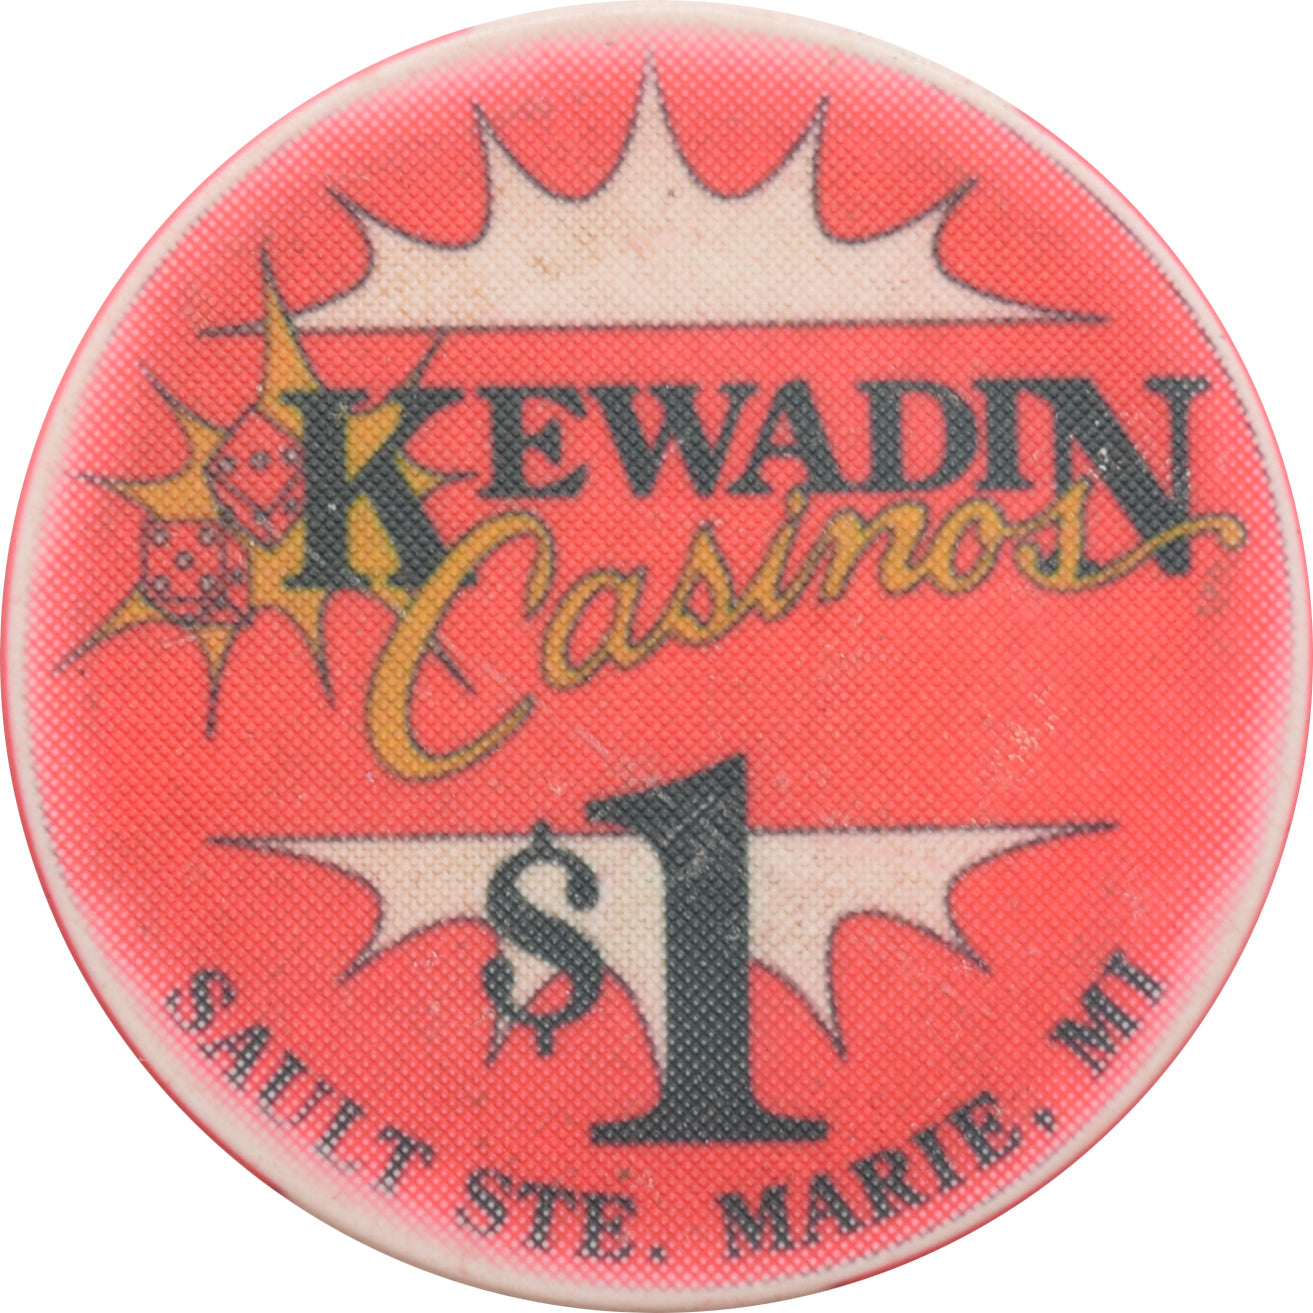 KEWADIN
Casinos
$1
SAULT STE. MARIE, MI